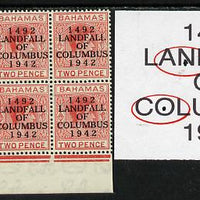 BAHAMAS BAHAMAS
1492 1492
LANDFALL LANDFALL
OF OF
COLUMBUS COLUMBUS
1942 1942
TWO PENCE TWO PENCE
BAHAMAS BAHAMAS
1492 1492
LANDFALL LANDFALL
OF OF
COLUMBUS COLUMBUS
1942 1942
TWO PENCE TWO PENCE
14
LAN
O
COLU
19